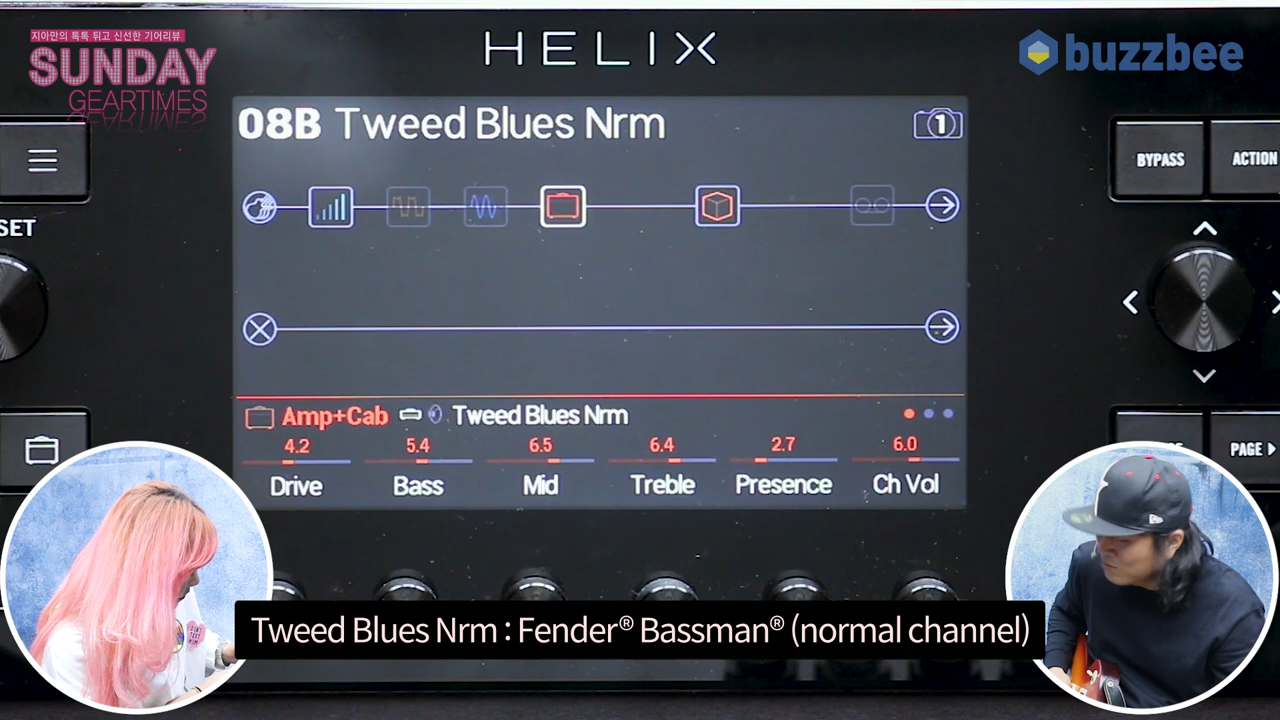 지아만의 톡톡 튀고 신선한 기어리뷰
SUNDAY
GEARTIMES
HELIX
buzzbee
08B Tweed Blues Nrm
1
BYPASS
ACTION
SET
Amp+Cab Tweed Blues Nrm
4.2 5.4 6.5 6.4 2.7 6.0
Drive Bass Mid Treble Presence Ch Vol
PAGE
Tweed Blues Nrm : Fender® Bassman® (normal channel)